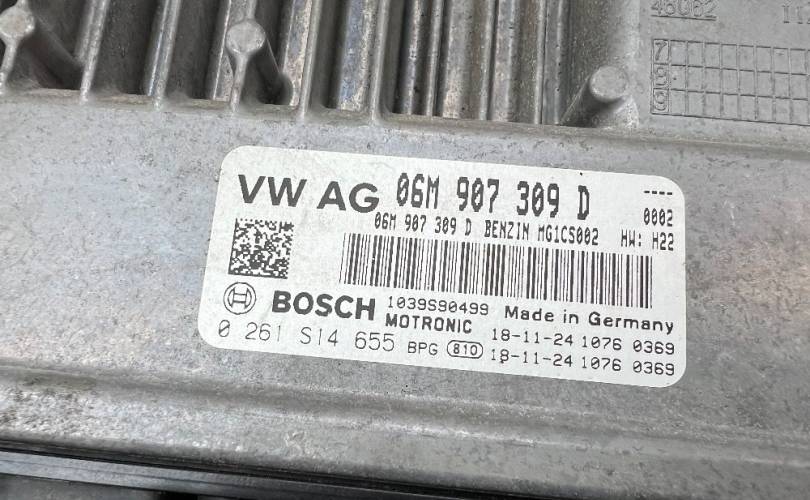 48062
7
8
9
VW AG 06M 907 309 D ----
0002
06M 907 309 D BENZIN MG1CS002 HW: H22
BOSCH 1039S90499 Made in Germany
MOTRONIC 18-11-24 1076 0369
0 261 S14 655 BPG 810 18-11-24 1076 0369